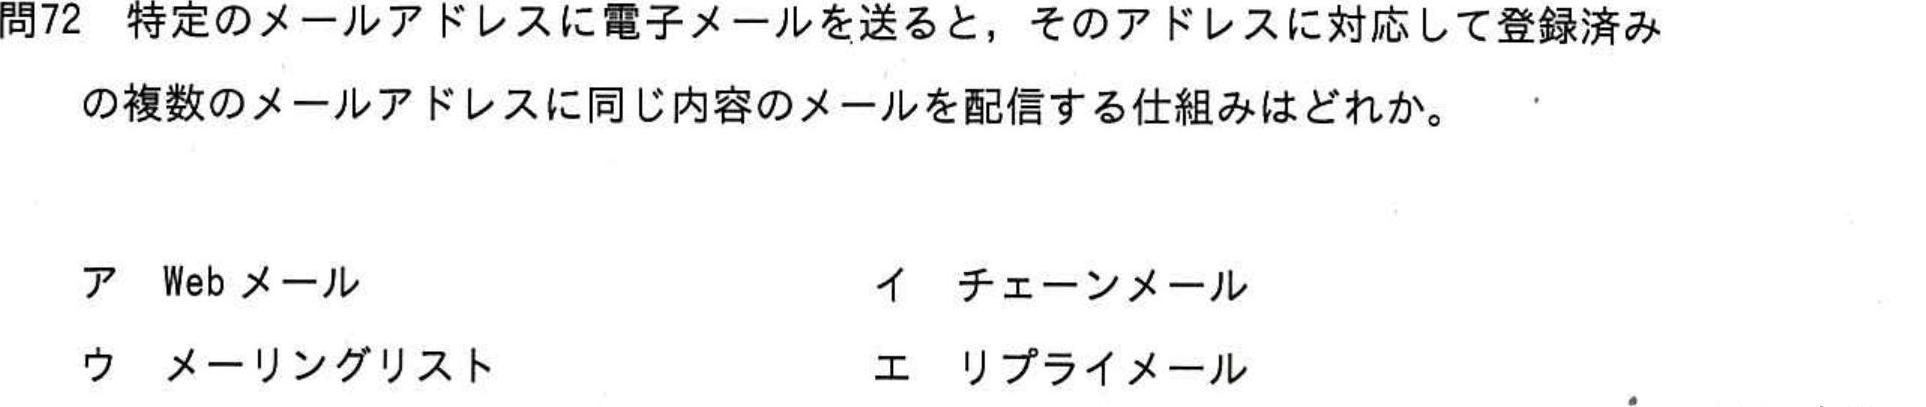 問72 特定のメールアドレスに電子メールを送ると，そのアドレスに対応して登録済み
の複数のメールアドレスに同じ内容のメールを配信する仕組みはどれか。
ア Web メール イ チェーンメール
ウ メーリングリスト エ リプライメール